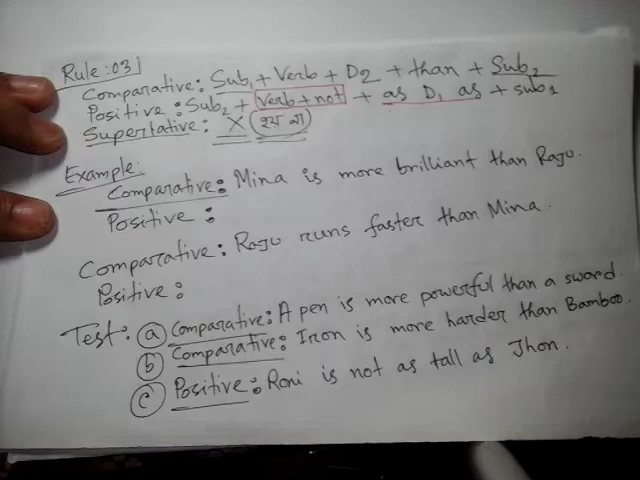 Rule:03
Comparative: Sub1 + Verb + D2 + than + Sub2
Positive: Sub2 + Verb+not + as D1 as + sub1
Superlative: X (হয় না)
Example:
Comparative: Mina is more brilliant than Raju.
Positive:
Comparative: Raju runs faster than Mina.
Positive:
Test: (a) Comparative: A pen is more powerful than a sword.
(b) Comparative: Iron is more harder than Bamboo.
(c) Positive: Roni is not as tall as Jhon.